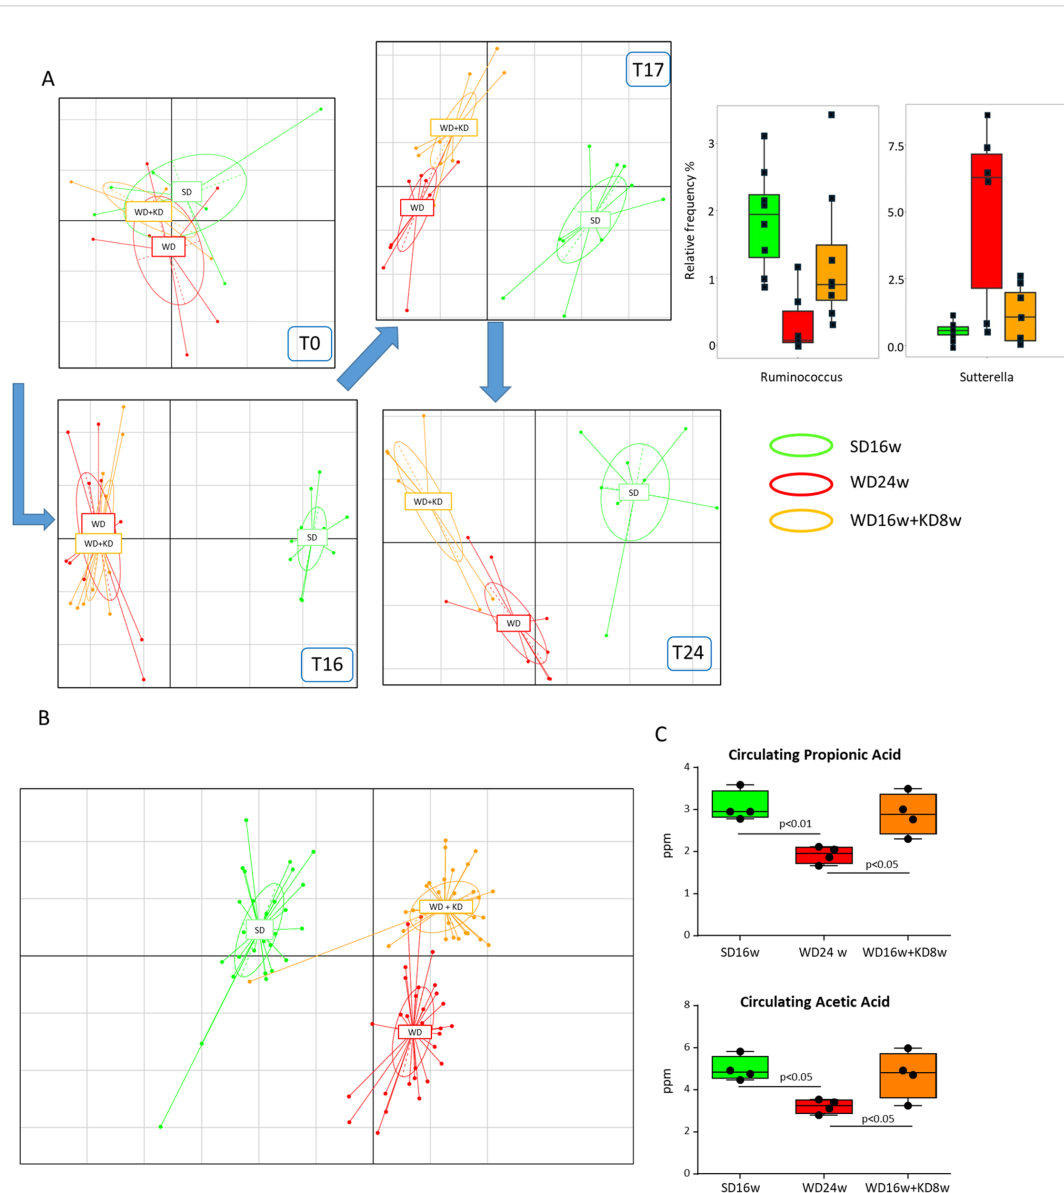 A
T0
SD
WD+KD
WD
T17
WD+KD
WD
SD
T16
WD
WD+KD
SD
T24
WD+KD
SD
WD
Relative frequency %
3
2
1
0
Ruminococcus
7.5
5.0
2.5
0.0
Sutterella
SD16w
WD24w
WD16w+KD8w
B
SD
WD + KD
WD
C
Circulating Propionic Acid
ppm
4
3
2
1
0
p<0.01
p<0.05
SD16w WD24 w WD16w+KD8w
Circulating Acetic Acid
ppm
8
6
4
2
0
p<0.05
p<0.05
SD16w WD24w WD16w+KD8w